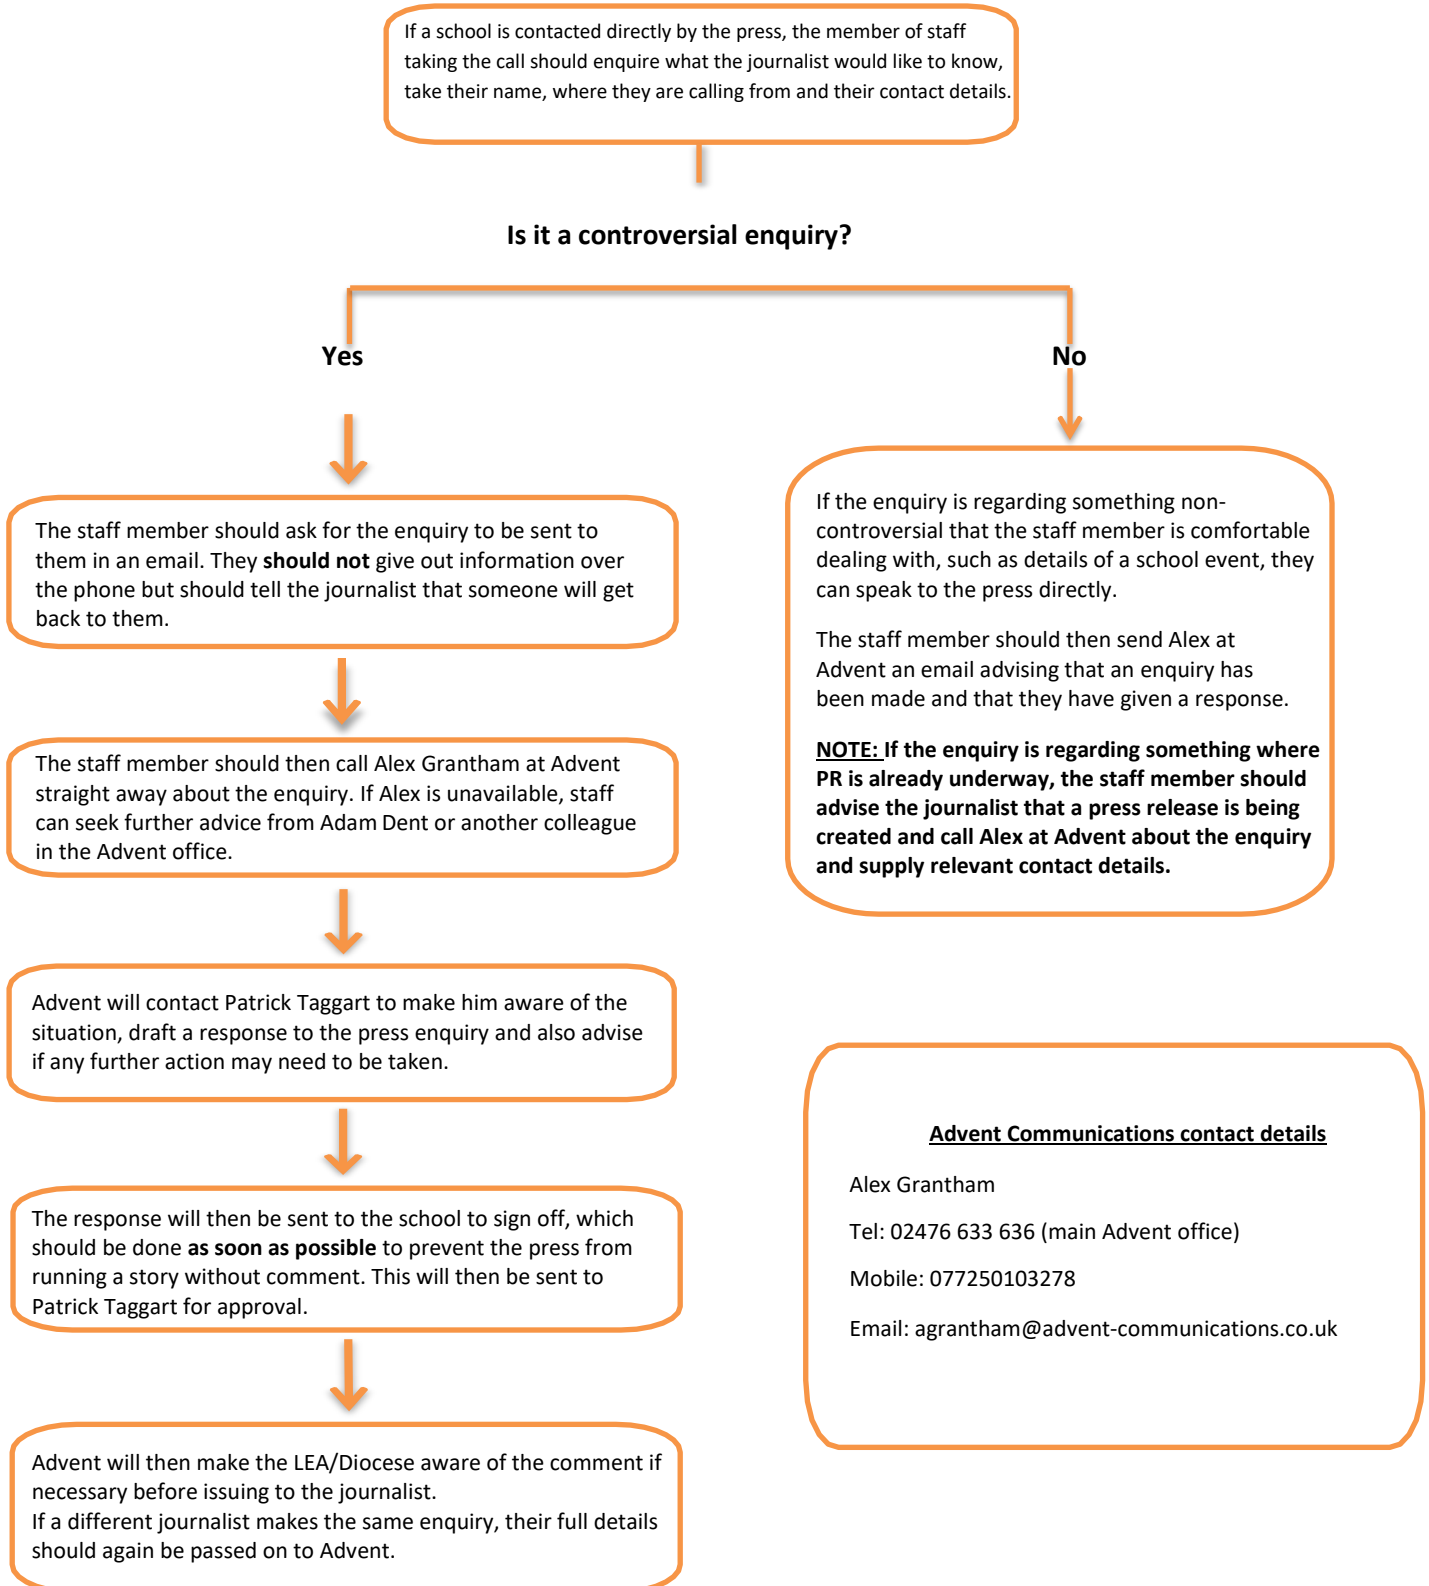 If a school is contacted directly by the press, the member of staff
taking the call should enquire what the journalist would like to know,
take their name, where they are calling from and their contact details.
Is it a controversial enquiry?
Yes
No
The staff member should ask for the enquiry to be sent to
them in an email. They should not give out information over
the phone but should tell the journalist that someone will get
back to them.
The staff member should then call Alex Grantham at Advent
straight away about the enquiry. If Alex is unavailable, staff
can seek further advice from Adam Dent or another colleague
in the Advent office.
Advent will contact Patrick Taggart to make him aware of the
situation, draft a response to the press enquiry and also advise
if any further action may need to be taken.
The response will then be sent to the school to sign off, which
should be done as soon as possible to prevent the press from
running a story without comment. This will then be sent to
Patrick Taggart for approval.
Advent will then make the LEA/Diocese aware of the comment if
necessary before issuing to the journalist.
If a different journalist makes the same enquiry, their full details
should again be passed on to Advent.
If the enquiry is regarding something non-
controversial that the staff member is comfortable
dealing with, such as details of a school event, they
can speak to the press directly.
The staff member should then send Alex at
Advent an email advising that an enquiry has
been made and that they have given a response.
NOTE: If the enquiry is regarding something where
PR is already underway, the staff member should
advise the journalist that a press release is being
created and call Alex at Advent about the enquiry
and supply relevant contact details.
Advent Communications contact details
Alex Grantham
Tel: 02476 633 636 (main Advent office)
Mobile: 077250103278
Email: agrantham@advent-communications.co.uk